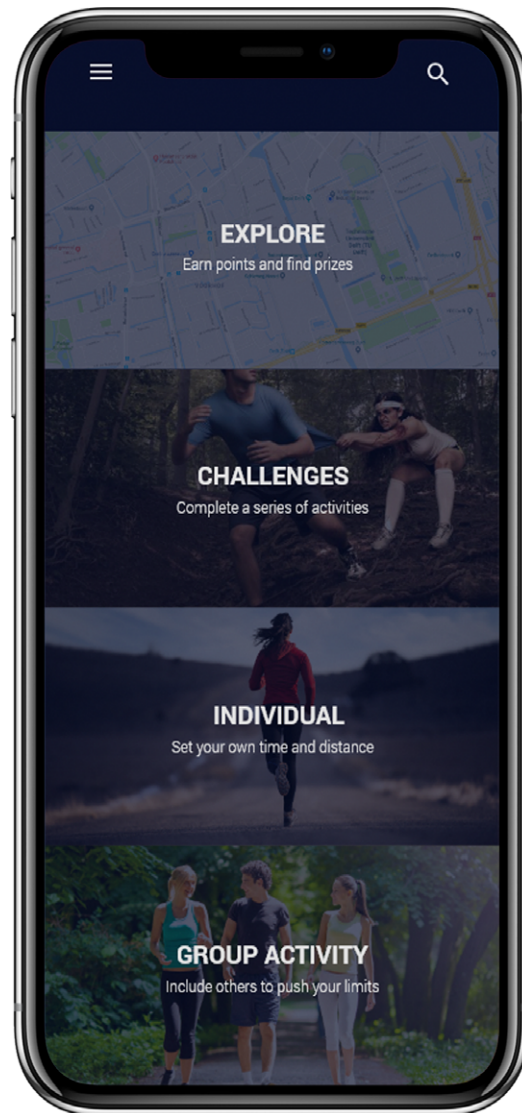 EXPLORE
Earn points and find prizes
CHALLENGES
Complete a series of activities
INDIVIDUAL
Set your own time and distance
GROUP ACTIVITY
Include others to push your limits